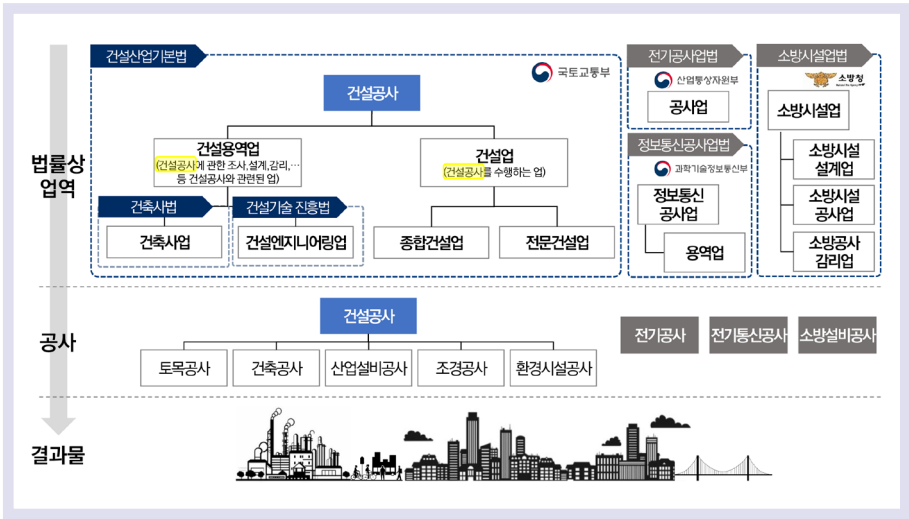 건설산업기본법
국토교통부
건설공사
건설용역업
(건설공사에 관한 조사,설계,감리,…
등 건설공사와 관련된 업)
건설업
(건설공사를 수행하는 업)
건축사법
건축사업
건설기술 진흥법
건설엔지니어링업
종합건설업
전문건설업
전기공사업법
산업통상자원부
공사업
정보통신공사업법
과학기술정보통신부
정보통신
공사업
용역업
소방시설업법
소방청
소방시설업
소방시설
설계업
소방시설
공사업
소방공사
감리업
법률상
업역
공사
건설공사
토목공사
건축공사
산업설비공사
조경공사
환경시설공사
전기공사
전기통신공사
소방설비공사
결과물